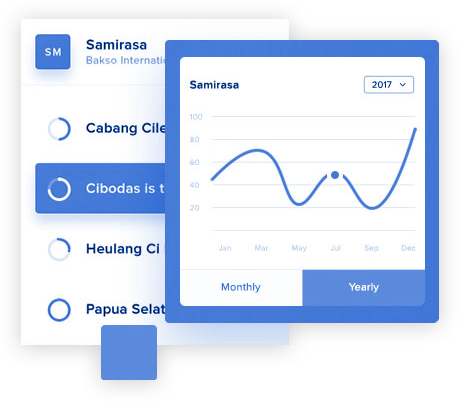 SM
Samirasa
Bakso Internati
Cabang Cile
Cibodas is t
Heulang Ci
Papua Selat
Samirasa
2017
100
80
60
40
20
Jan Mar May Jul Sep Dec
Monthly Yearly